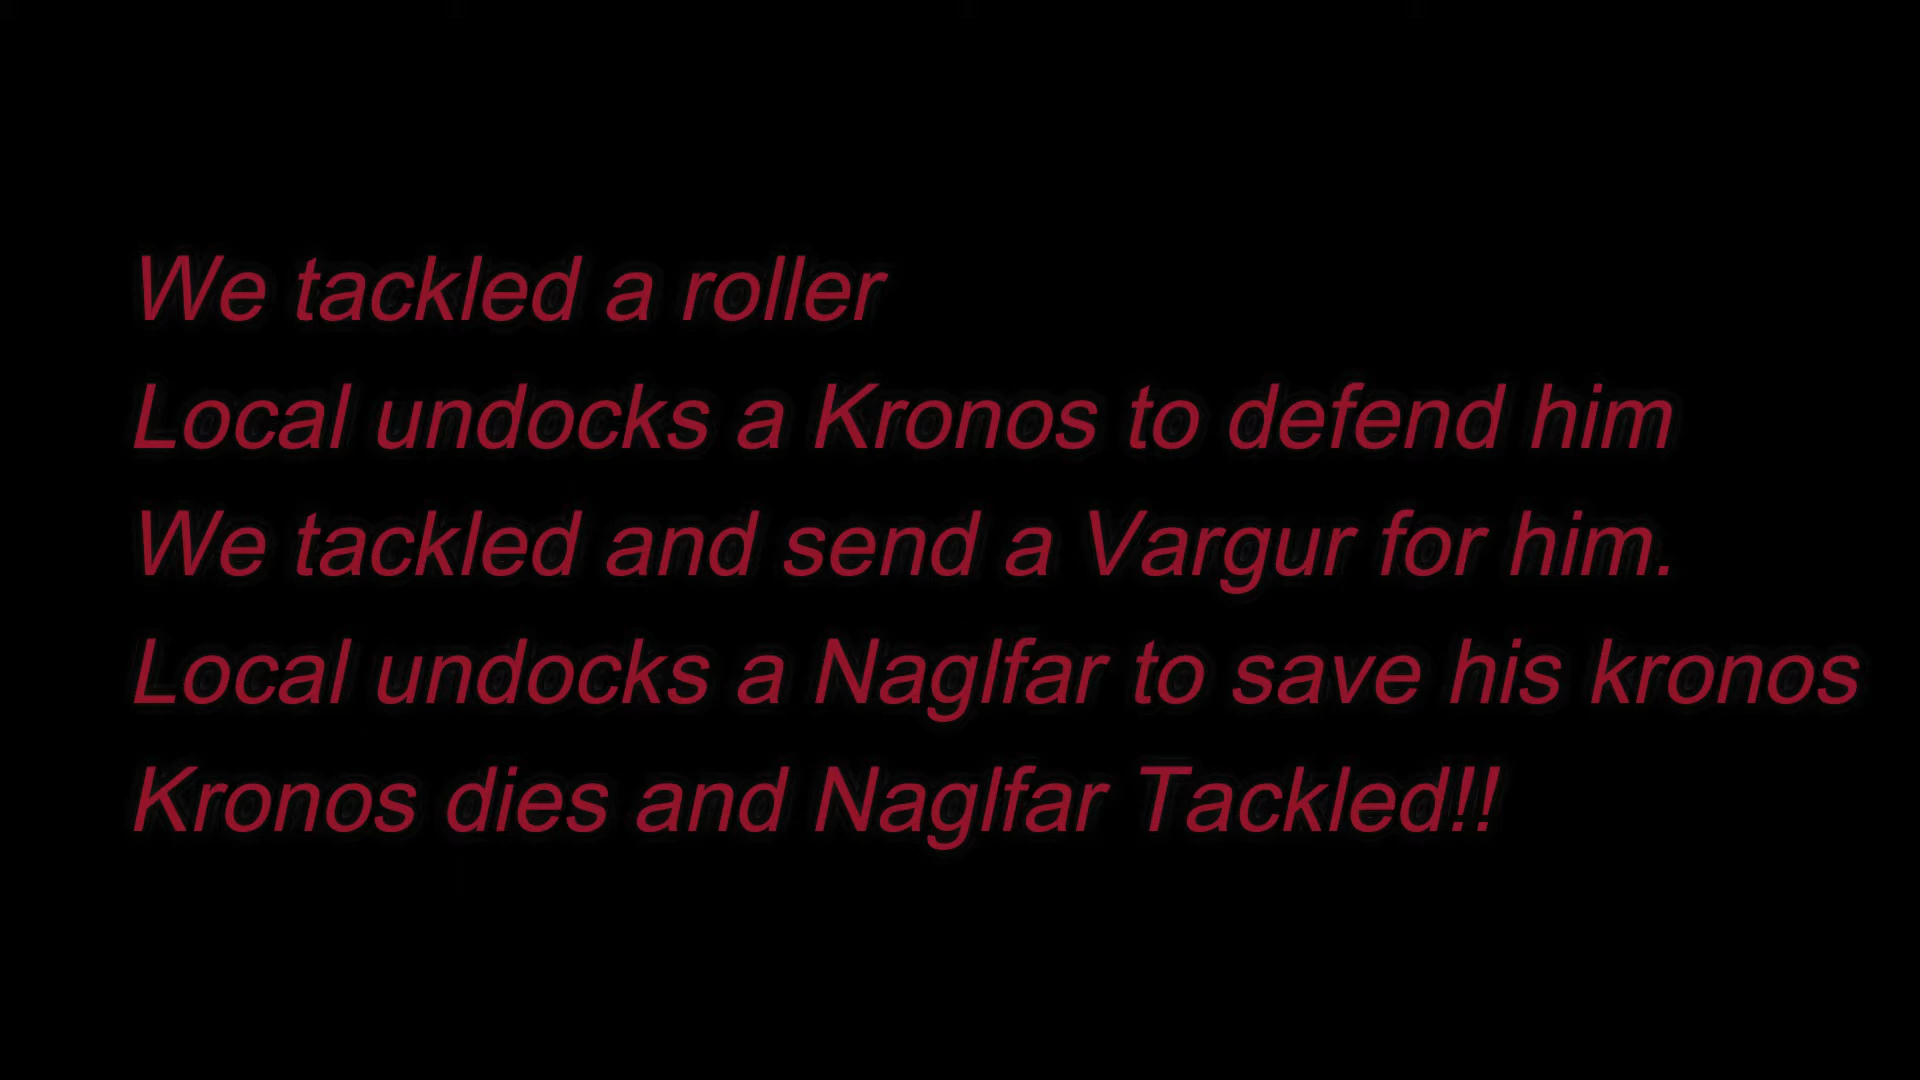 We tackled a roller
Local undocks a Kronos to defend him
We tackled and send a Vargur for him.
Local undocks a Naglfar to save his kronos
Kronos dies and Naglfar Tackled!!